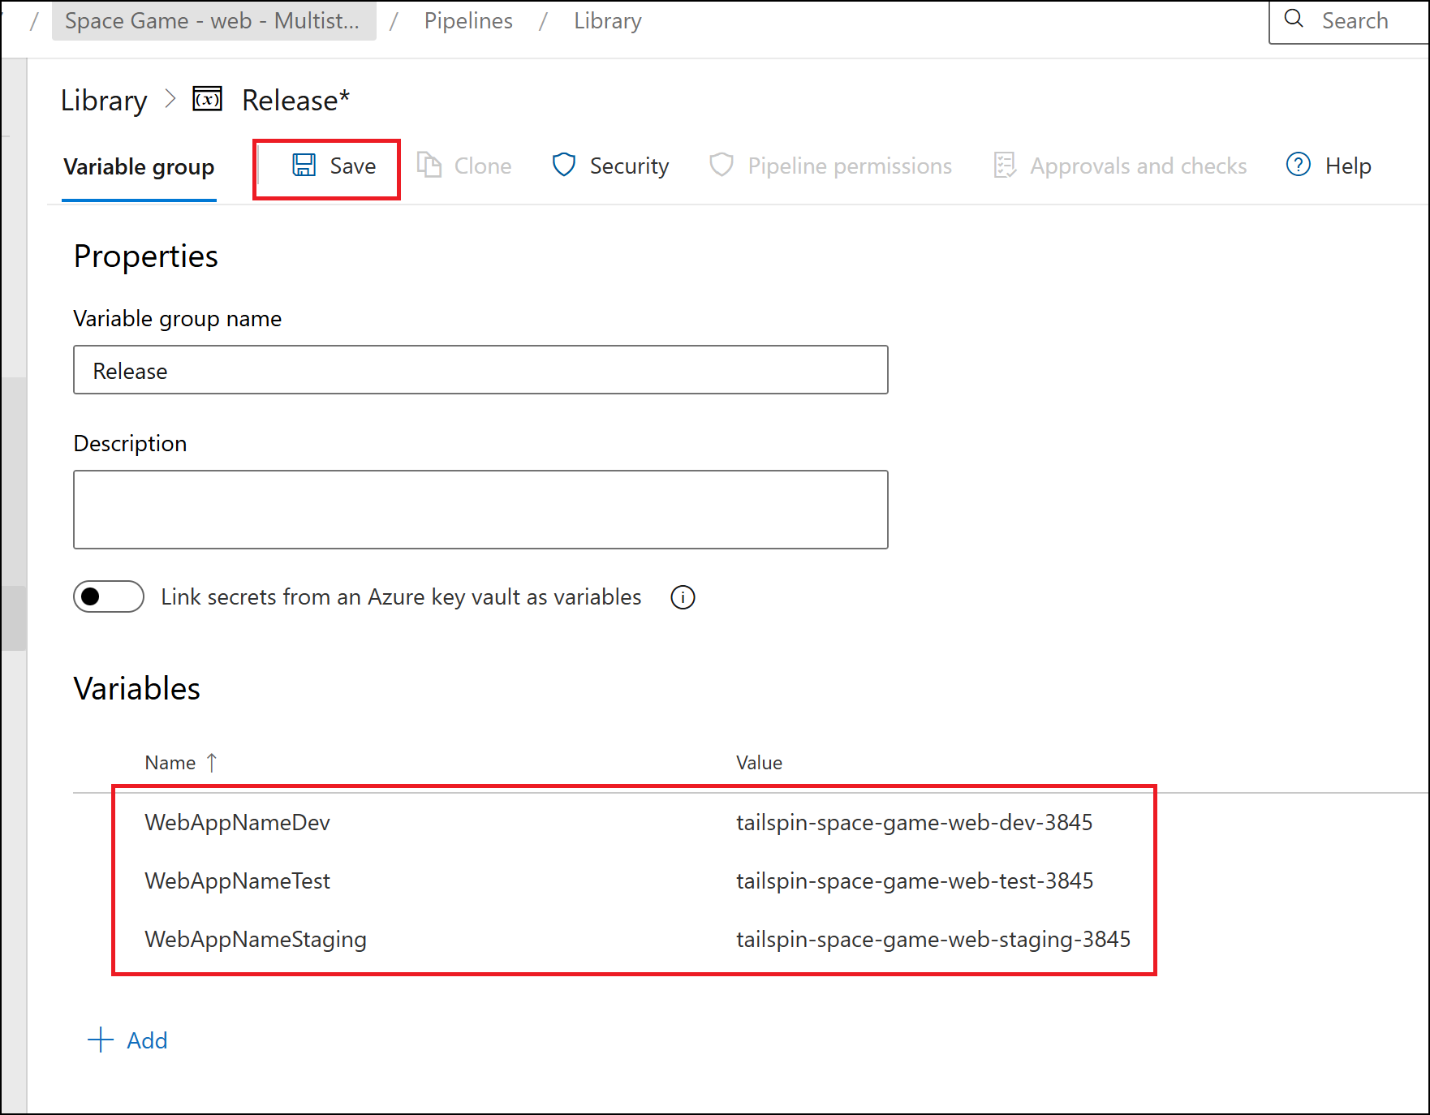 / Space Game - web - Multist... / Pipelines / Library Search
Library > (x) Release*
Variable group Save Clone Security Pipeline permissions Approvals and checks ? Help
Properties
Variable group name
Release
Description
Link secrets from an Azure key vault as variables i
Variables
Name ↑ Value
WebAppNameDev tailspin-space-game-web-dev-3845
WebAppNameTest tailspin-space-game-web-test-3845
WebAppNameStaging tailspin-space-game-web-staging-3845
+ Add